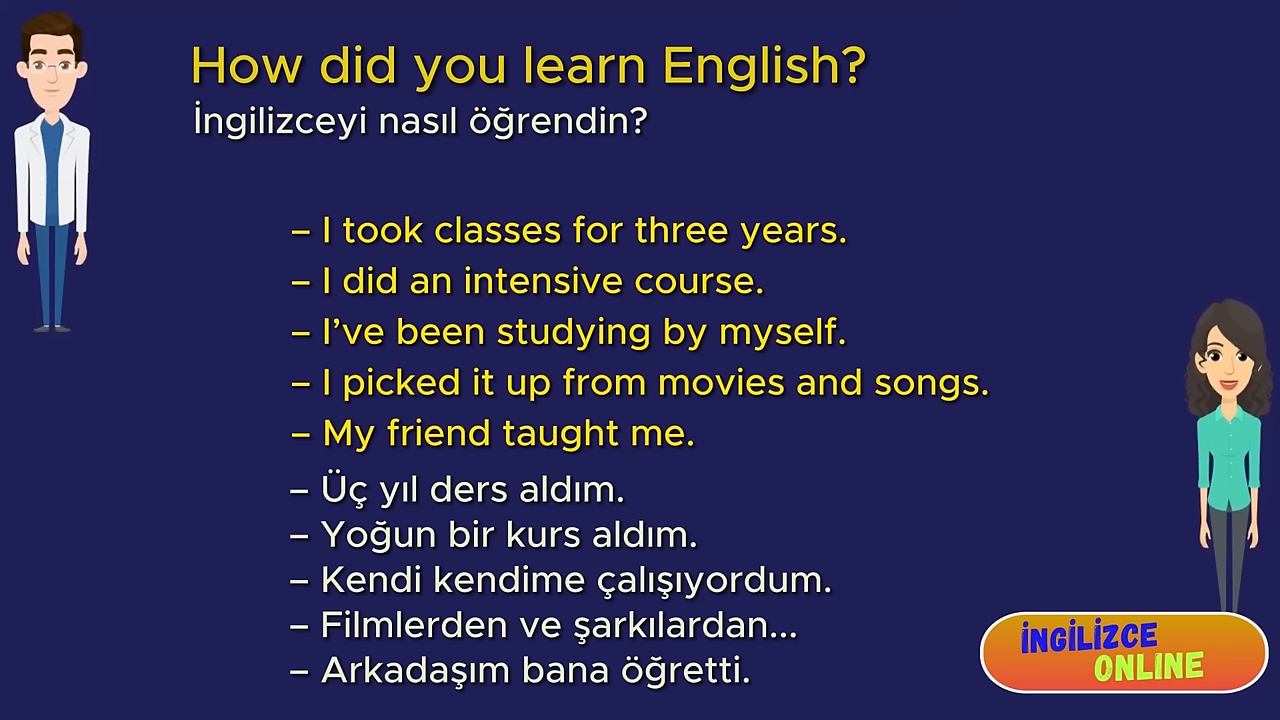 How did you learn English?
İngilizceyi nasıl öğrendin?
– I took classes for three years.
– I did an intensive course.
– I’ve been studying by myself.
– I picked it up from movies and songs.
– My friend taught me.
– Üç yıl ders aldım.
– Yoğun bir kurs aldım.
– Kendi kendime çalışıyordum.
– Filmlerden ve şarkılardan...
– Arkadaşım bana öğretti.
İNGİLİZCE
ONLINE